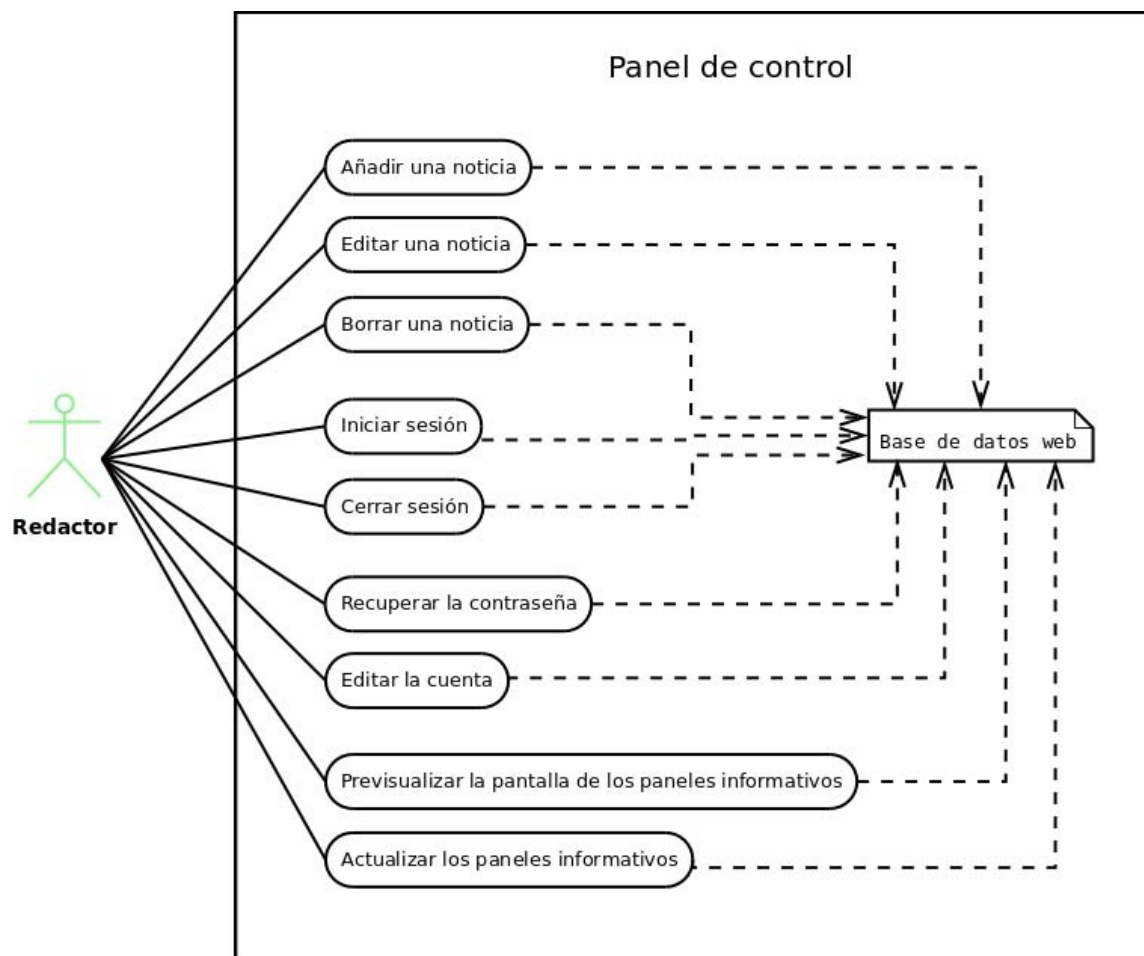 Panel de control
Añadir una noticia
Editar una noticia
Borrar una noticia
Iniciar sesión
Base de datos web
Cerrar sesión
Redactor
Recuperar la contraseña
Editar la cuenta
Previsualizar la pantalla de los paneles informativos
Actualizar los paneles informativos